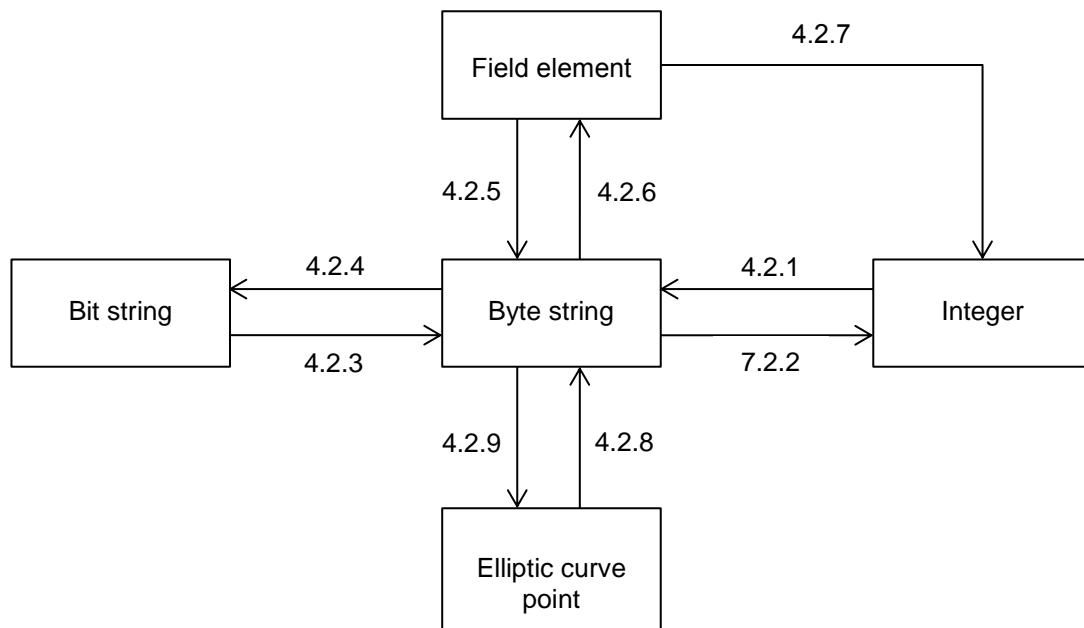 4.2.7
Field element
4.2.5
4.2.6
4.2.4
4.2.1
Bit string
Byte string
Integer
4.2.3
7.2.2
4.2.9
4.2.8
Elliptic curve
point